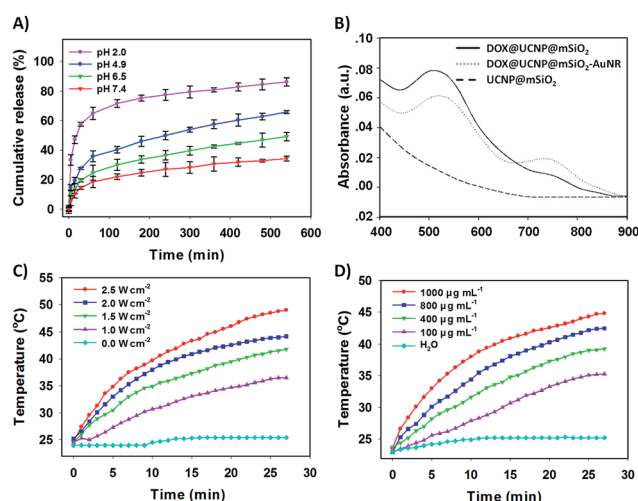 A)
pH 2.0
pH 4.9
pH 6.5
pH 7.4
Cumulative release (%)
100
80
60
40
20
0
0 100 200 300 400 500 600
Time (min)
B)
DOX@UCNP@mSiO₂
DOX@UCNP@mSiO₂-AuNR
UCNP@mSiO₂
Absorbance (a.u.)
.08
.06
.04
.02
.00
.02
400 500 600 700 800 900
C)
2.5 W cm⁻²
2.0 W cm⁻²
1.5 W cm⁻²
1.0 W cm⁻²
0.0 W cm⁻²
Temperature (ºC)
55
50
45
40
35
30
25
20
0 5 10 15 20 25 30
Time (min)
D)
1000 µg mL⁻¹
800 µg mL⁻¹
400 µg mL⁻¹
100 µg mL⁻¹
H₂O
Temperature (ºC)
50
45
40
35
30
25
20
0 5 10 15 20 25 30
Time (min)